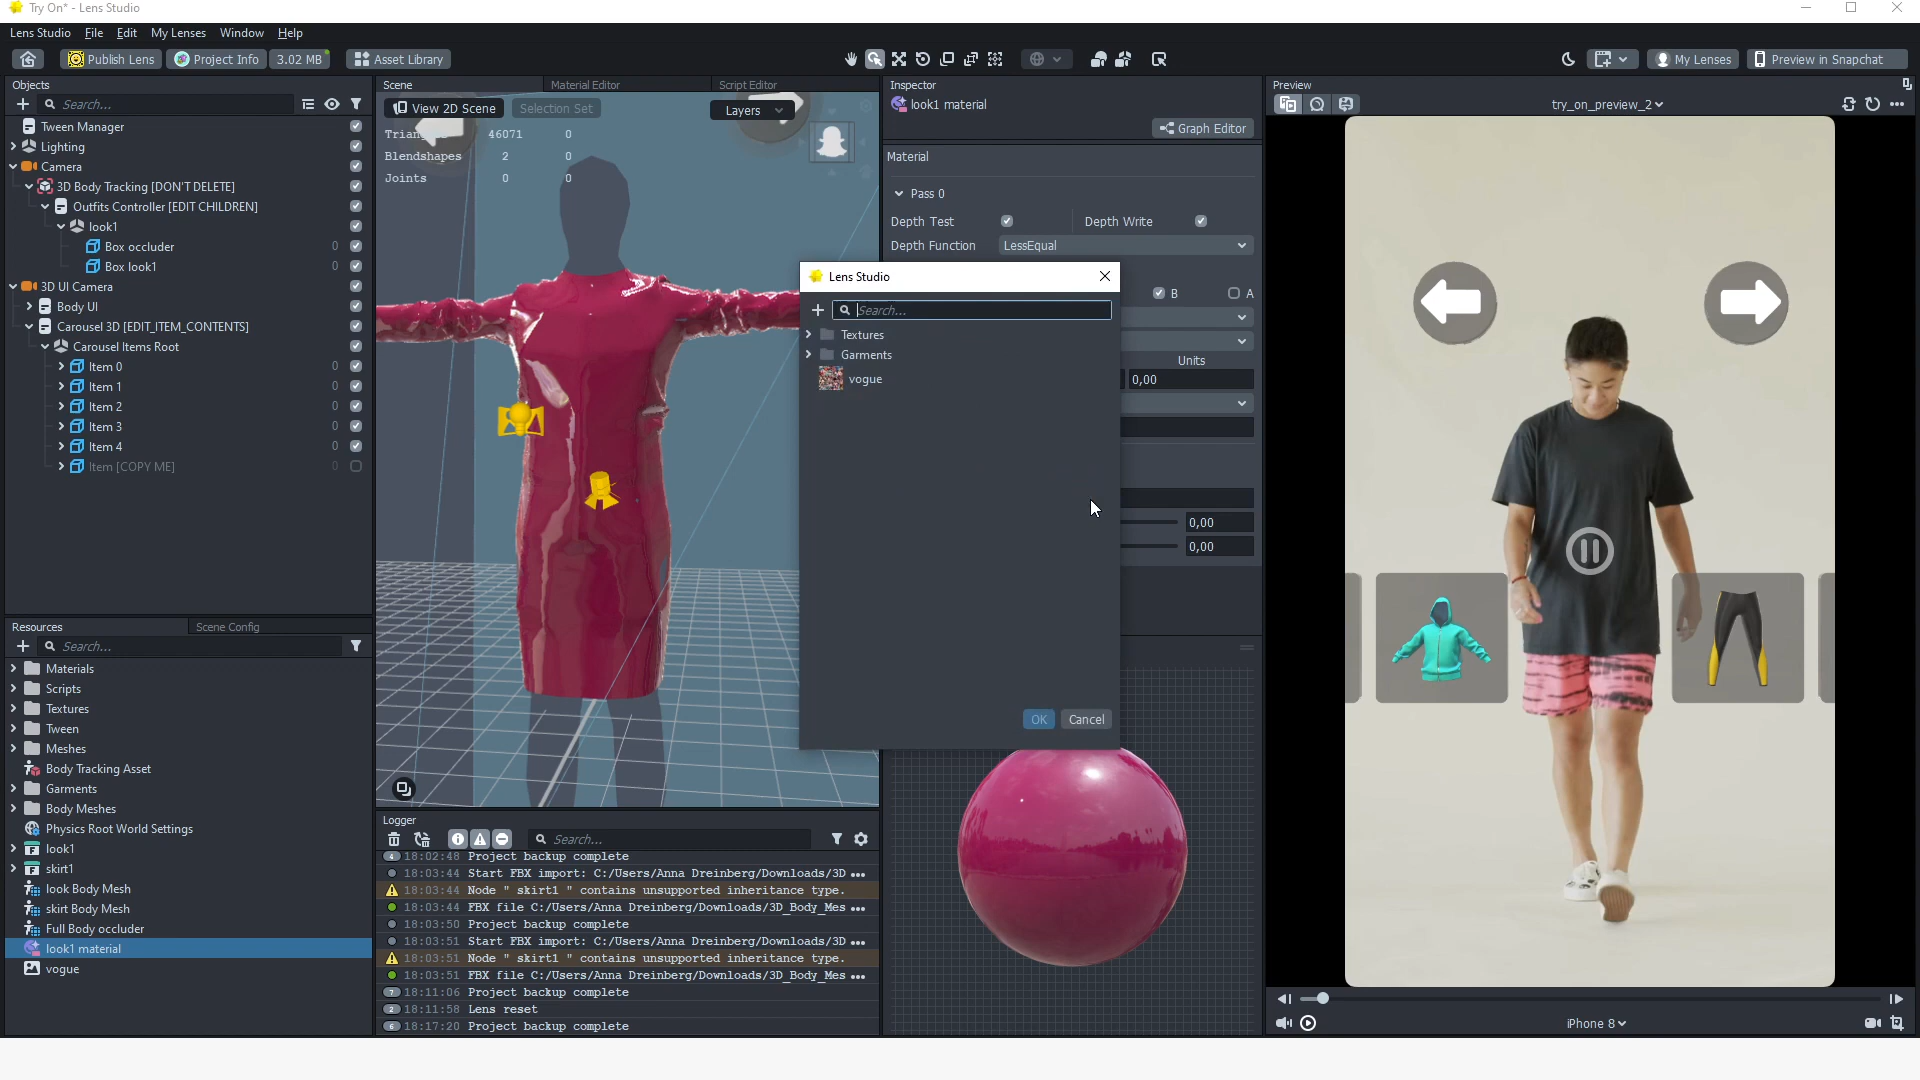 Try On* - Lens Studio
Lens Studio File Edit My Lenses Window Help
Publish Lens Project Info 3.02 MB Asset Library My Lenses Preview in Snapchat
Objects
Search...
Tween Manager
Lighting
Camera
3D Body Tracking [DON'T DELETE]
Outfits Controller [EDIT CHILDREN]
look1
Box occluder 0
Box look1 0
3D UI Camera
Body UI
Carousel 3D [EDIT_ITEM_CONTENTS]
Carousel Items Root
Item 0 0
Item 1 0
Item 2 0
Item 3 0
Item 4 0
Item [COPY ME] 0
Resources Scene Config
Search...
Materials
Scripts
Textures
Tween
Meshes
Body Tracking Asset
Garments
Body Meshes
Physics Root World Settings
look1
skirt1
look Body Mesh
skirt Body Mesh
Full Body occluder
look1 material
vogue
Scene Material Editor Script Editor
View 2D Scene Selection Set Layers
46071 0
Blendshapes 2 0
Joints 0 0
Logger
Search...
4 18:02:48 Project backup complete
18:03:44 Start FBX import: C:/Users/Anna Dreinberg/Downloads/3D ...
18:03:44 Node " skirt1 " contains unsupported inheritance type.
18:03:44 FBX file C:/Users/Anna Dreinberg/Downloads/3D_Body_Mes ...
18:03:50 Project backup complete
18:03:51 Start FBX import: C:/Users/Anna Dreinberg/Downloads/3D ...
18:03:51 Node " skirt1 " contains unsupported inheritance type.
18:03:51 FBX file C:/Users/Anna Dreinberg/Downloads/3D_Body_Mes ...
7 18:11:06 Project backup complete
2 18:11:58 Lens reset
6 18:17:20 Project backup complete
Inspector
look1 material
Graph Editor
Material
Pass 0
Depth Test Depth Write
Depth Function LessEqual
B A
Units
0,00
0,00
0,00
Lens Studio
Search...
Textures
Garments
vogue
OK Cancel
Preview
try_on_preview_2
iPhone 8